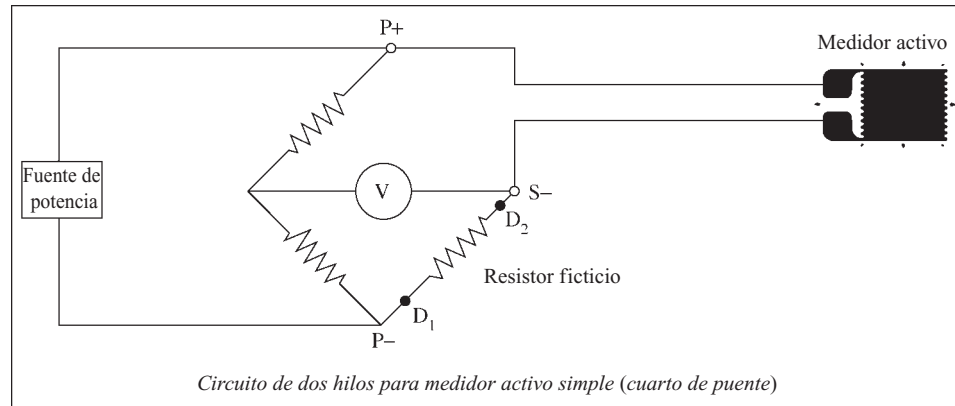 P+
Medidor activo
Fuente de
potencia
V
S–
D2
Resistor ficticio
D1
P–
Circuito de dos hilos para medidor activo simple (cuarto de puente)